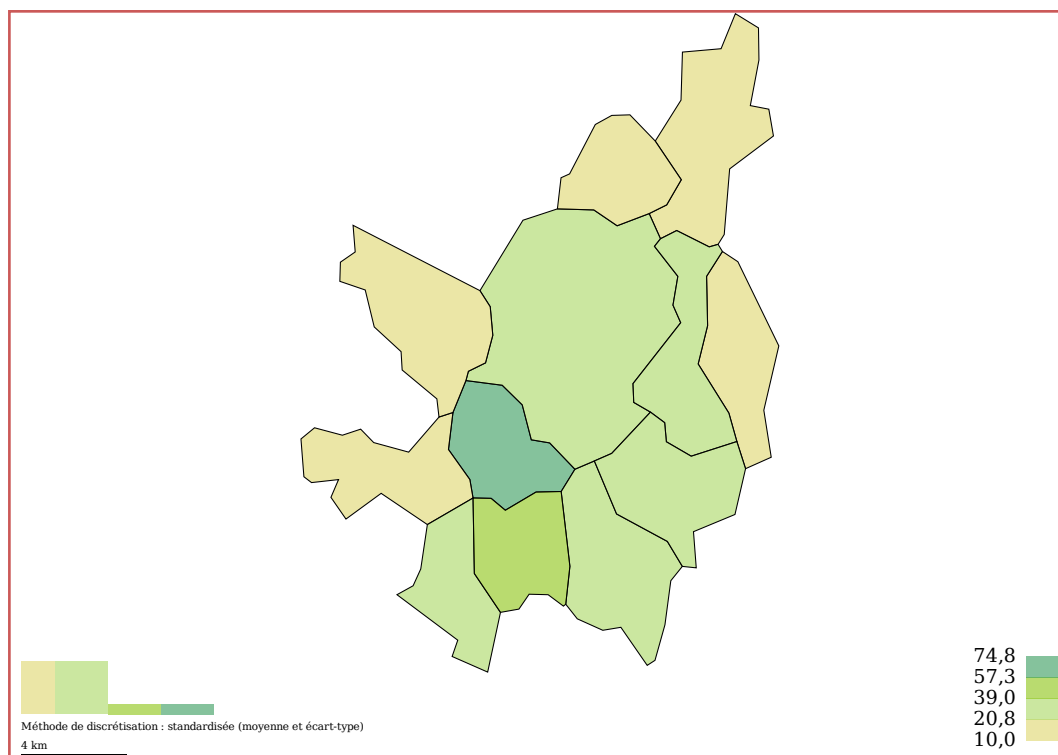 74,8
57,3
39,0
20,8
10,0
Méthode de discrétisation : standardisée (moyenne et écart-type)
4 km